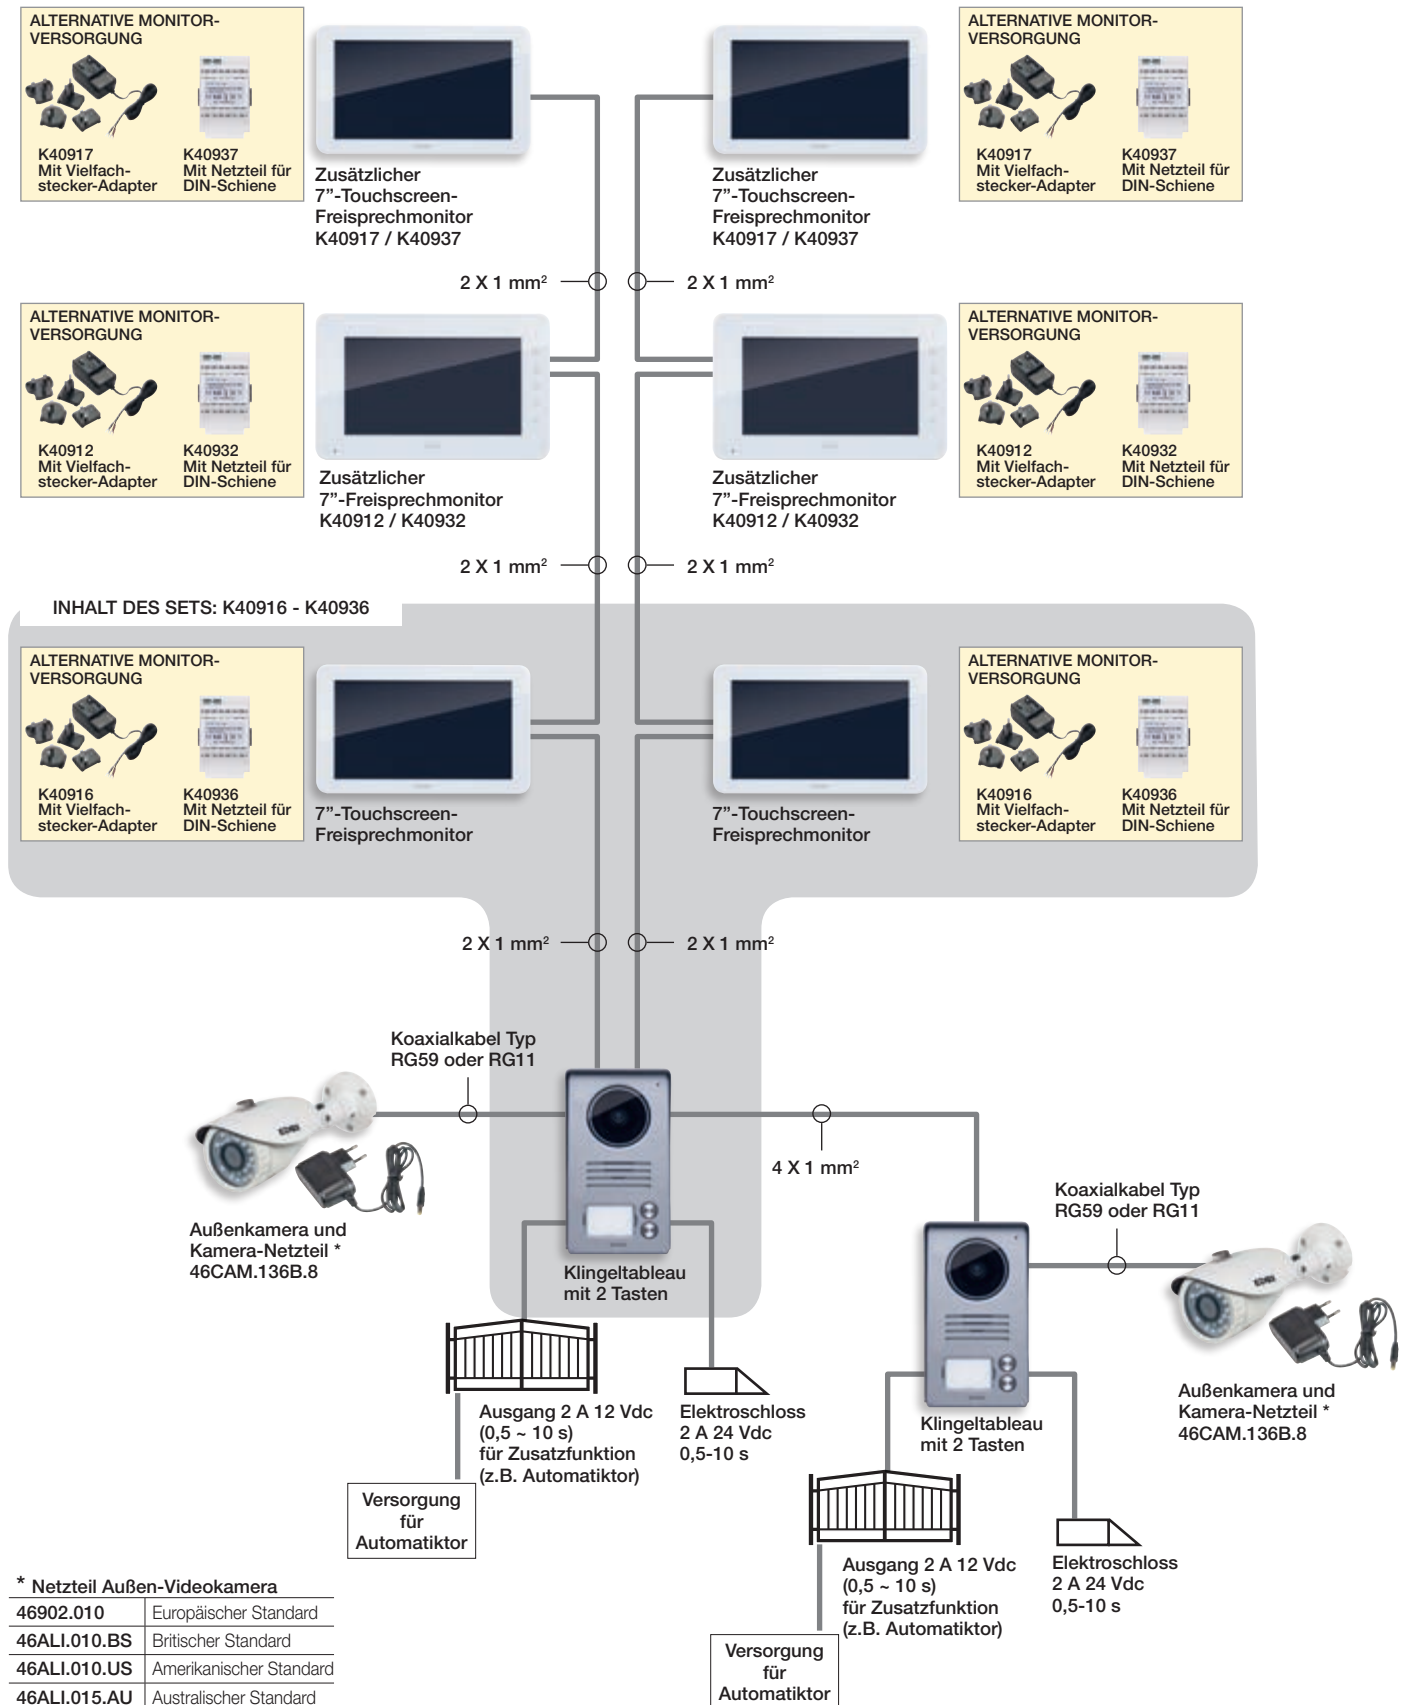 ALTERNATIVE MONITOR-
VERSORGUNG
K40917
Mit Vielfach-
stecker-Adapter
K40937
Mit Netzteil für
DIN-Schiene
Zusätzlicher
7”-Touchscreen-
Freisprechmonitor
K40917 / K40937
Zusätzlicher
7”-Touchscreen-
Freisprechmonitor
K40917 / K40937
ALTERNATIVE MONITOR-
VERSORGUNG
K40917
Mit Vielfach-
stecker-Adapter
K40937
Mit Netzteil für
DIN-Schiene
2 X 1 mm²
2 X 1 mm²
ALTERNATIVE MONITOR-
VERSORGUNG
K40912
Mit Vielfach-
stecker-Adapter
K40932
Mit Netzteil für
DIN-Schiene
Zusätzlicher
7”-Freisprechmonitor
K40912 / K40932
Zusätzlicher
7”-Freisprechmonitor
K40912 / K40932
ALTERNATIVE MONITOR-
VERSORGUNG
K40912
Mit Vielfach-
stecker-Adapter
K40932
Mit Netzteil für
DIN-Schiene
2 X 1 mm²
2 X 1 mm²
INHALT DES SETS: K40916 - K40936
ALTERNATIVE MONITOR-
VERSORGUNG
K40916
Mit Vielfach-
stecker-Adapter
K40936
Mit Netzteil für
DIN-Schiene
7”-Touchscreen-
Freisprechmonitor
7”-Touchscreen-
Freisprechmonitor
ALTERNATIVE MONITOR-
VERSORGUNG
K40916
Mit Vielfach-
stecker-Adapter
K40936
Mit Netzteil für
DIN-Schiene
2 X 1 mm²
2 X 1 mm²
Koaxialkabel Typ
RG59 oder RG11
4 X 1 mm²
Koaxialkabel Typ
RG59 oder RG11
Außenkamera und
Kamera-Netzteil *
46CAM.136B.8
Klingeltableau
mit 2 Tasten
Ausgang 2 A 12 Vdc
(0,5 ~ 10 s)
für Zusatzfunktion
(z.B. Automatiktor)
Elektroschloss
2 A 24 Vdc
0,5-10 s
Klingeltableau
mit 2 Tasten
Außenkamera und
Kamera-Netzteil *
46CAM.136B.8
Versorgung
für
Automatiktor
Ausgang 2 A 12 Vdc
(0,5 ~ 10 s)
für Zusatzfunktion
(z.B. Automatiktor)
Elektroschloss
2 A 24 Vdc
0,5-10 s
Versorgung
für
Automatiktor
* Netzteil Außen-Videokamera
46902.010 Europäischer Standard
46ALI.010.BS Britischer Standard
46ALI.010.US Amerikanischer Standard
46ALI.015.AU Australischer Standard